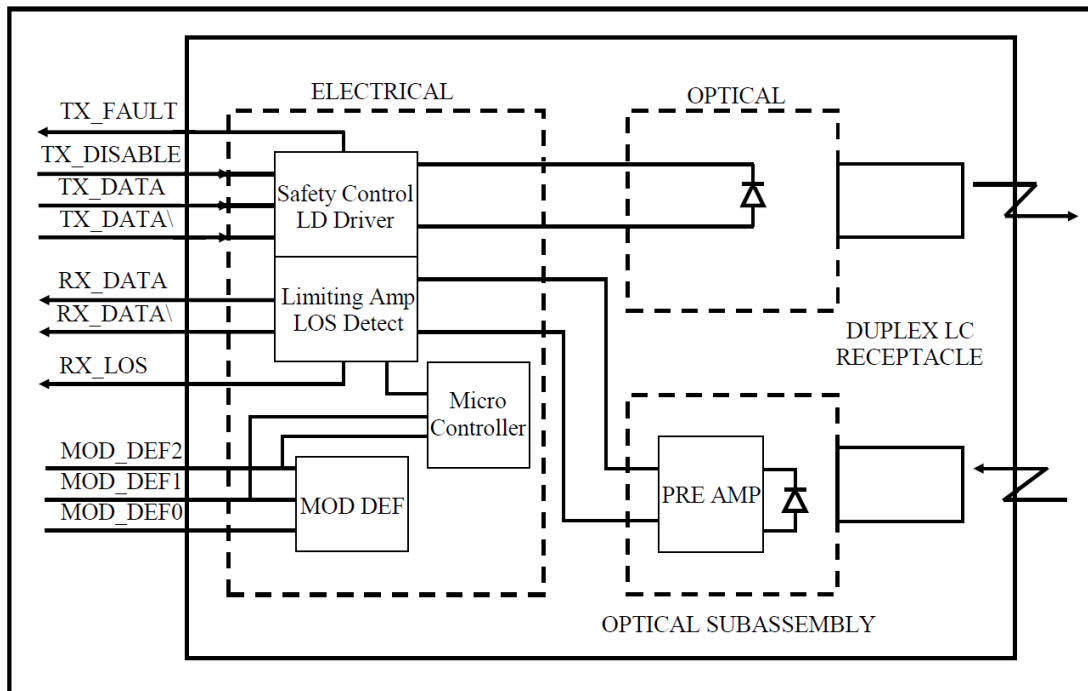 ELECTRICAL
OPTICAL
TX_FAULT
TX_DISABLE
TX_DATA
TX_DATA\
Safety Control
LD Driver
RX_DATA
RX_DATA\
RX_LOS
Limiting Amp
LOS Detect
DUPLEX LC
RECEPTACLE
Micro
Controller
MOD_DEF2
MOD_DEF1
MOD_DEF0
MOD DEF
PRE AMP
OPTICAL SUBASSEMBLY